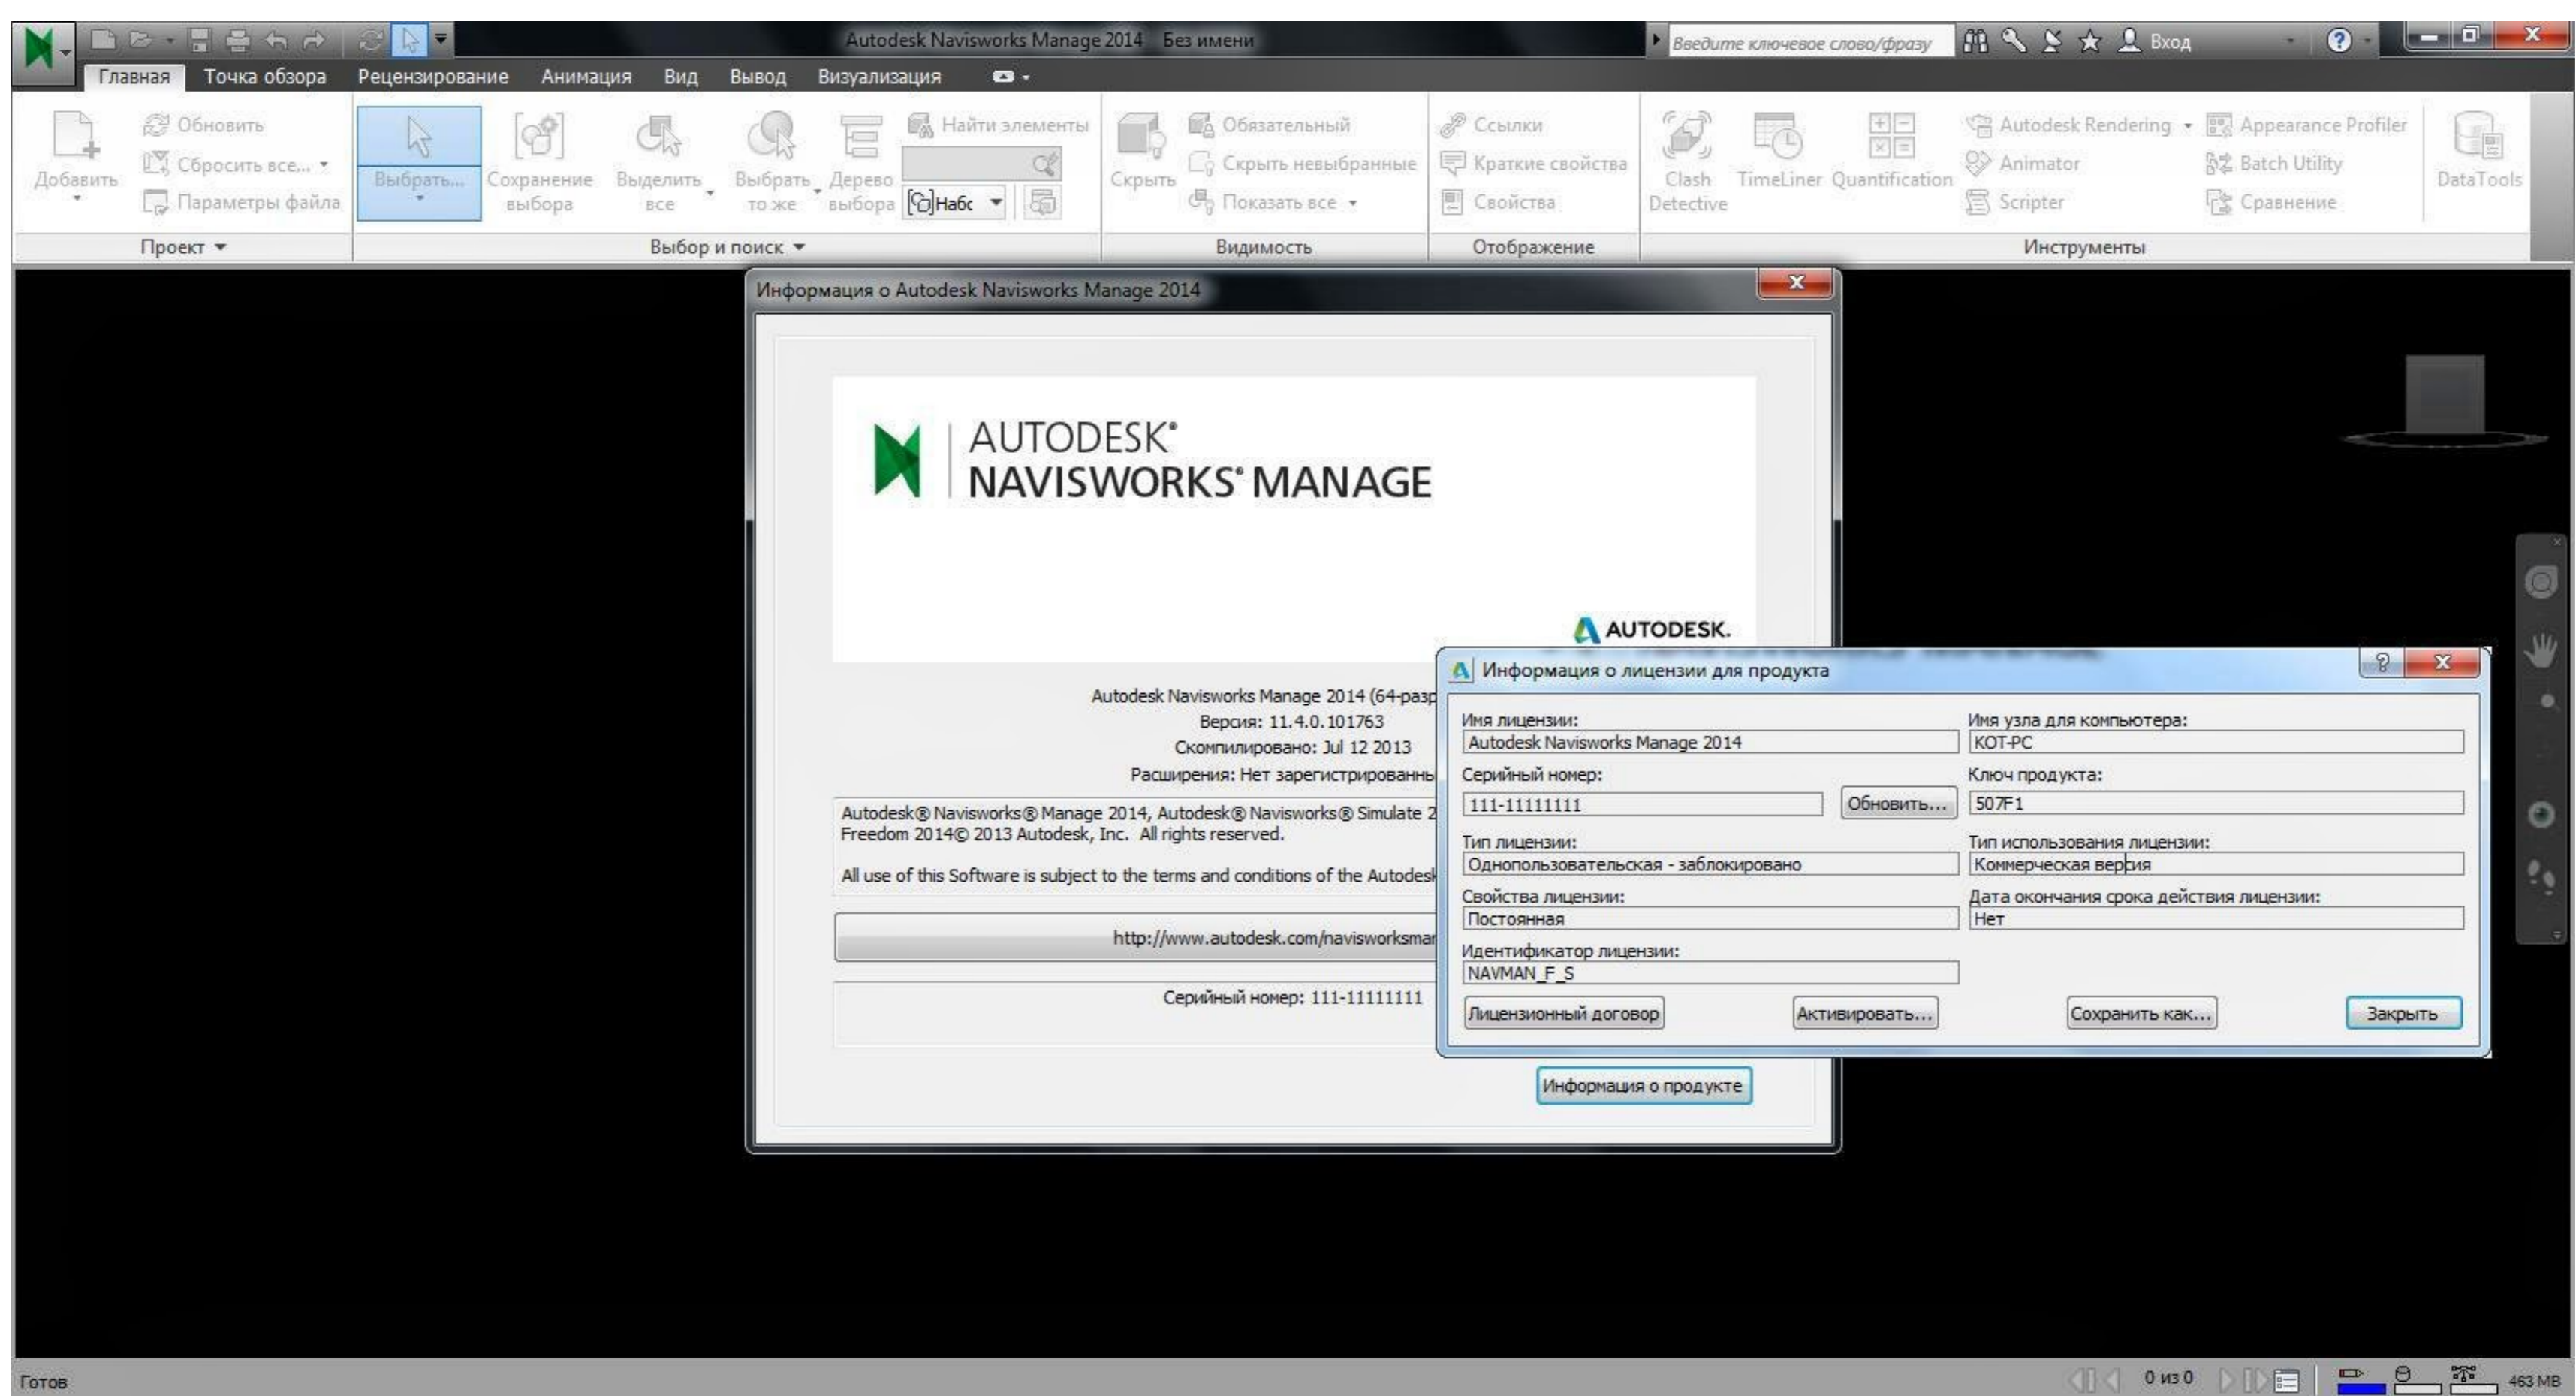 Autodesk Navisworks Manage 2014 Без имени
Введите ключевое слово/фразу
Вход
Главная Точка обзора Рецензирование Анимация Вид Вывод Визуализация
Добавить
Обновить
Сбросить все...
Параметры файла
Проект
Выбрать...
Сохранение
выбора
Выделить
все
Выбрать
то же
Дерево
выбора
Найти элементы
Набс
Выбор и поиск
Скрыть
Обязательный
Скрыть невыбранные
Показать все
Видимость
Ссылки
Краткие свойства
Свойства
Отображение
Clash
Detective
TimeLiner
Quantification
Autodesk Rendering
Animator
Scripter
Appearance Profiler
Batch Utility
Сравнение
DataTools
Инструменты
Информация о Autodesk Navisworks Manage 2014
AUTODESK®
NAVISWORKS® MANAGE
AUTODESK.
Autodesk Navisworks Manage 2014 (64-разр
Версия: 11.4.0.101763
Скомпилировано: Jul 12 2013
Расширения: Нет зарегистрированны
Autodesk® Navisworks® Manage 2014, Autodesk® Navisworks® Simulate 2
Freedom 2014© 2013 Autodesk, Inc. All rights reserved.
All use of this Software is subject to the terms and conditions of the Autodesk
http://www.autodesk.com/navisworksmar
Серийный номер: 111-11111111
Информация о продукте
Информация о лицензии для продукта
Имя лицензии:
Autodesk Navisworks Manage 2014
Имя узла для компьютера:
KOT-PC
Серийный номер:
111-11111111
Обновить...
Ключ продукта:
507F1
Тип лицензии:
Однопользовательская - заблокировано
Тип использования лицензии:
Коммерческая версия
Свойства лицензии:
Постоянная
Дата окончания срока действия лицензии:
Нет
Идентификатор лицензии:
NAVMAN_F_S
Лицензионный договор
Активировать...
Сохранить как...
Закрыть
Готов
0 из 0
463 MB